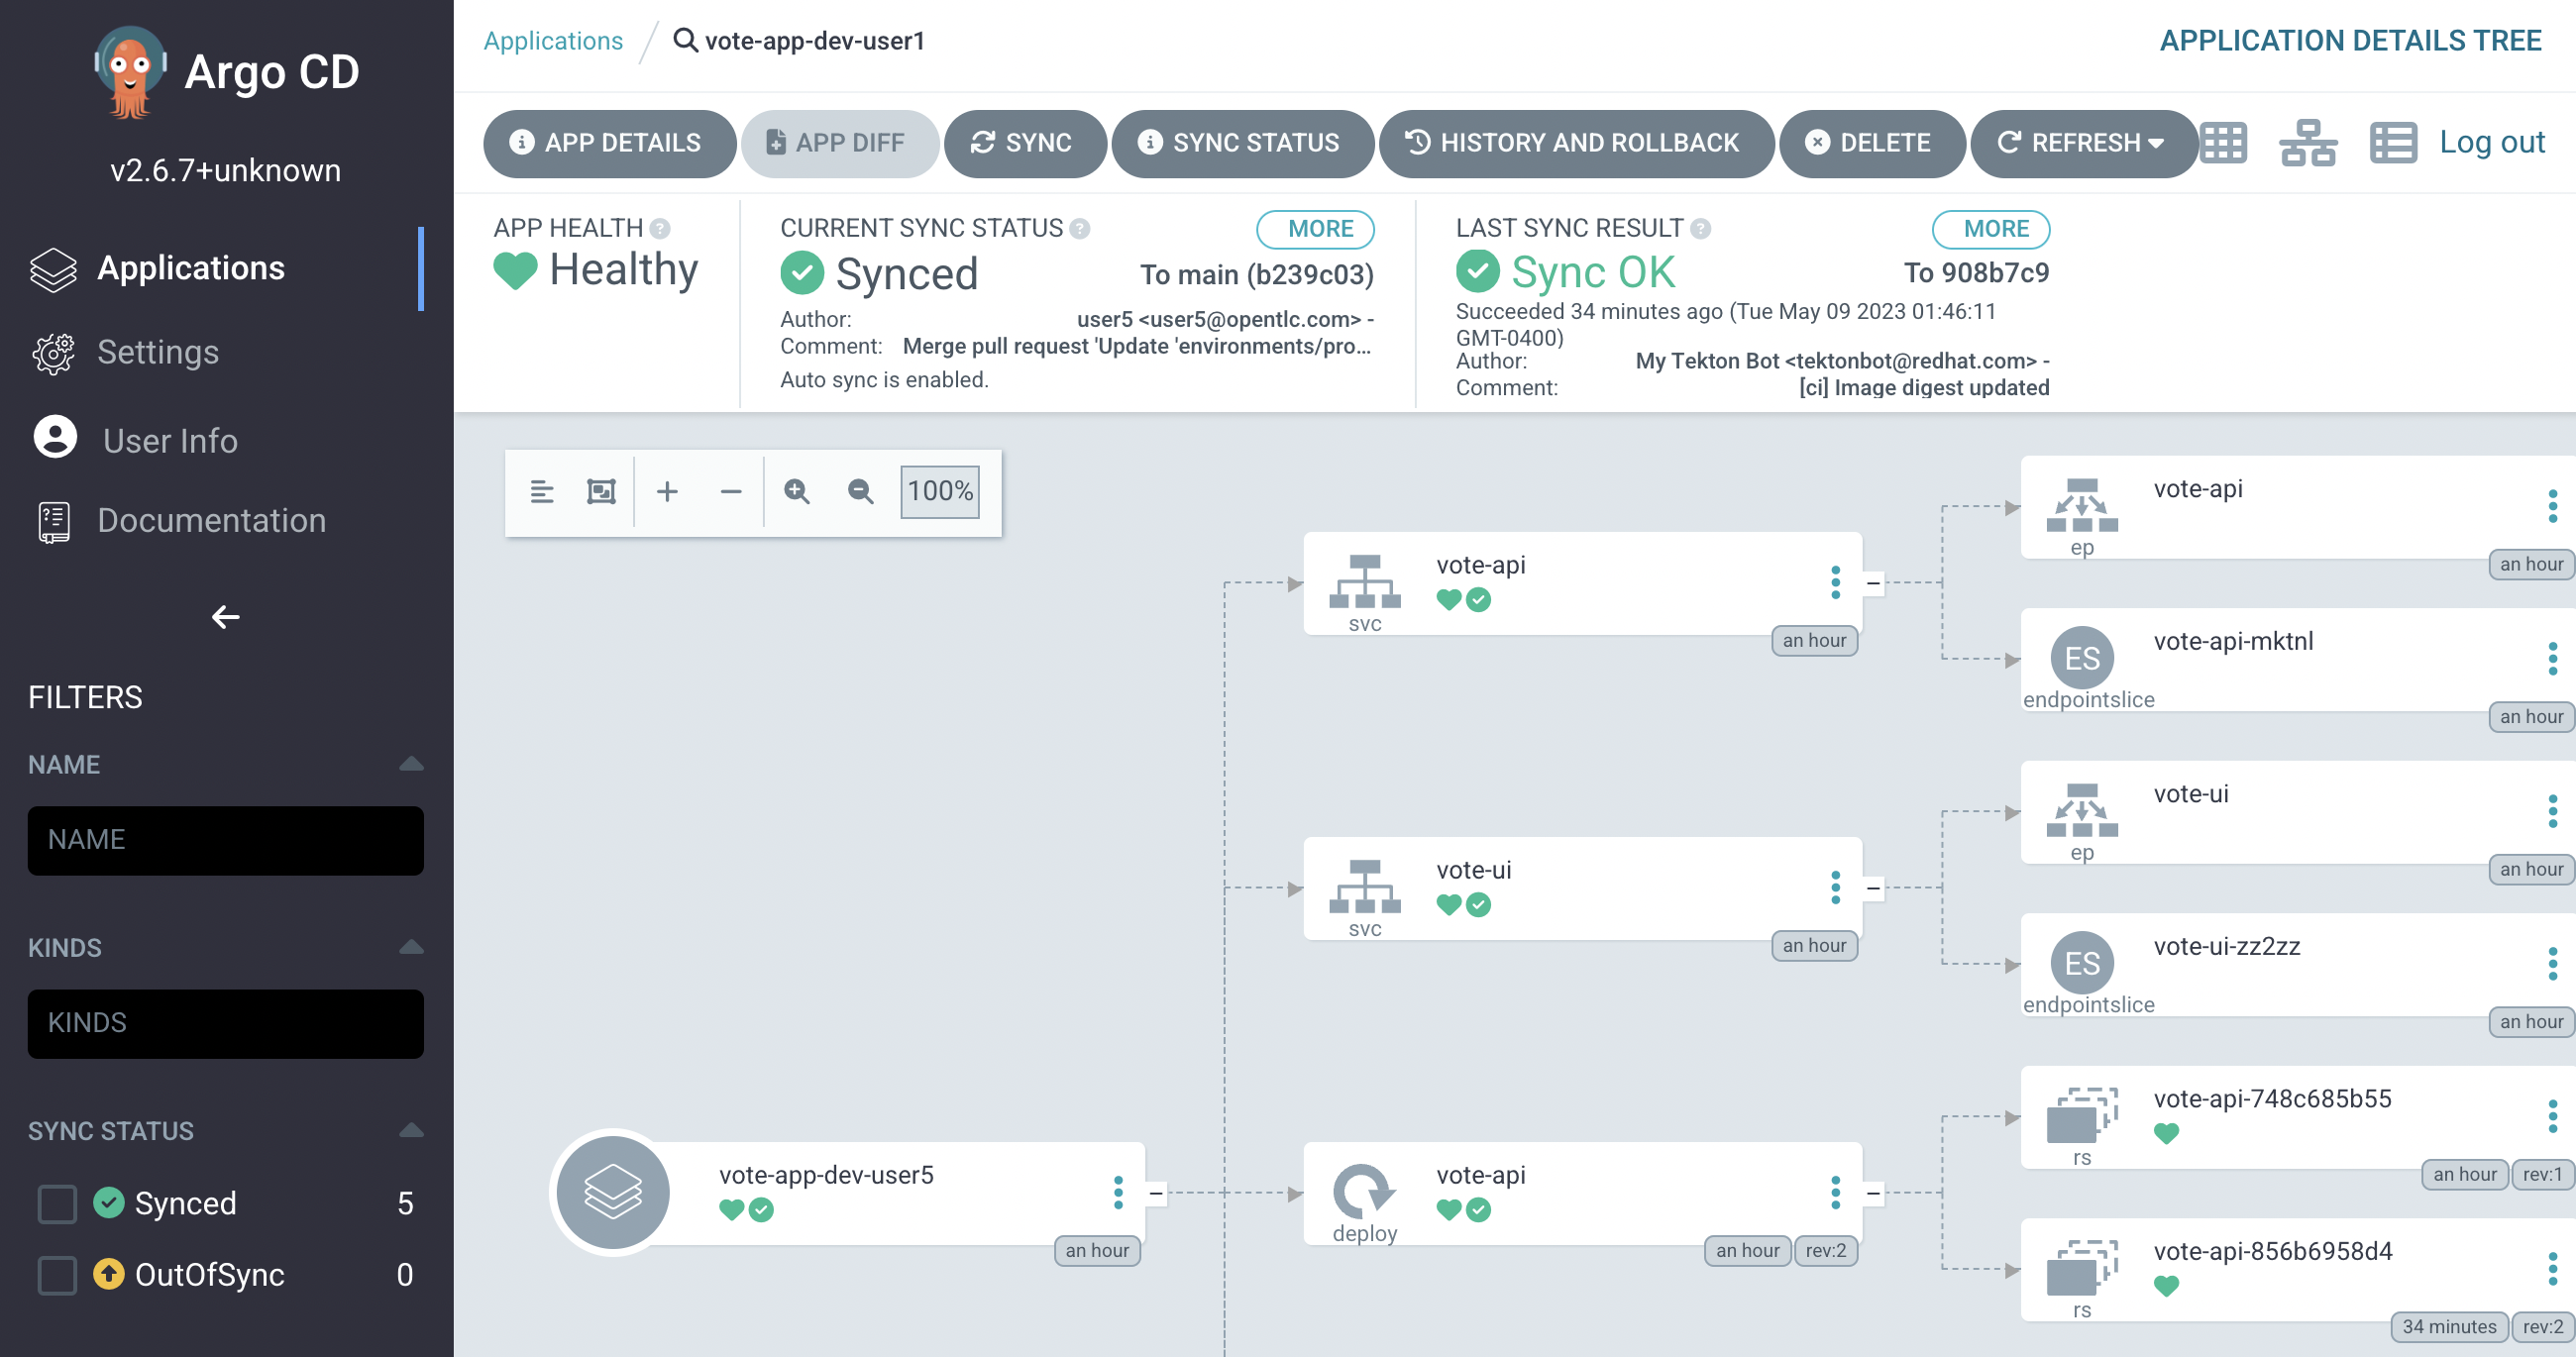 Argo CD
v2.6.7+unknown
Applications
Settings
User Info
Documentation
FILTERS
NAME
NAME
KINDS
KINDS
SYNC STATUS
Synced 5
OutOfSync 0
Applications / vote-app-dev-user1
APPLICATION DETAILS TREE
APP DETAILS APP DIFF SYNC SYNC STATUS HISTORY AND ROLLBACK DELETE REFRESH Log out
APP HEALTH ?
Healthy
CURRENT SYNC STATUS ? MORE
Synced To main (b239c03)
Author: user5 <user5@opentlc.com> -
Comment: Merge pull request 'Update 'environments/pro...
Auto sync is enabled.
LAST SYNC RESULT ? MORE
Sync OK To 908b7c9
Succeeded 34 minutes ago (Tue May 09 2023 01:46:11
GMT-0400)
Author: My Tekton Bot <tektonbot@redhat.com> -
Comment: [ci] Image digest updated
100%
vote-app-dev-user5
an hour
vote-api
svc
an hour
vote-ui
svc
an hour
vote-api
deploy
an hour rev:2
vote-api
ep
an hour
ES vote-api-mktnl
endpointslice
an hour
vote-ui
ep
an hour
ES vote-ui-zz2zz
endpointslice
an hour
vote-api-748c685b55
rs
an hour rev:1
vote-api-856b6958d4
rs
34 minutes rev:2